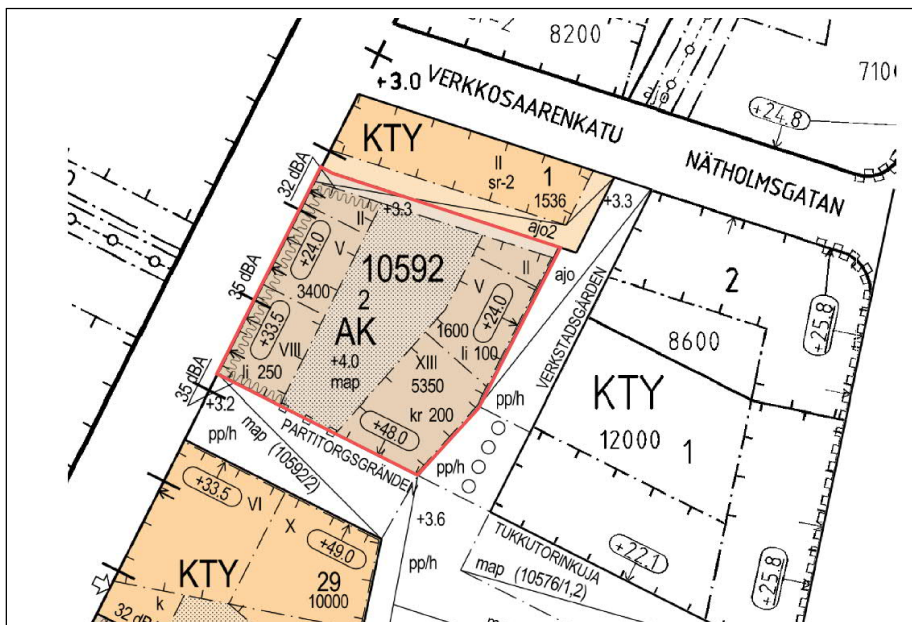 8200
7100
ajo
+3.0
VERKKOSAARENKATU
+24.8
NÄTHOLMSGATAN
KTY
II
sr-2
1
1536
32 dBA
+3.3
+3.3
ajo2
ajo
II
V
+24.0
3400
35 dBA
10592
2
AK
+4.0
map
II
V
+24.0
1600
li 100
+33.5
VIII
li 250
XIII
5350
kr 200
+48.0
35 dBA
+3.2
pp/h
map (10592/2)
PARTITORGSGRÄNDEN
pp/h
pp/h
VERKSTADSGÅRDEN
2
8600
+25.8
KTY
12000
1
+33.5
VI
X
+49.0
KTY
29
10000
k
32 dBA
+3.6
pp/h
TUKKUTORINKUJA
map (10576/1,2)
+22.1
+25.8